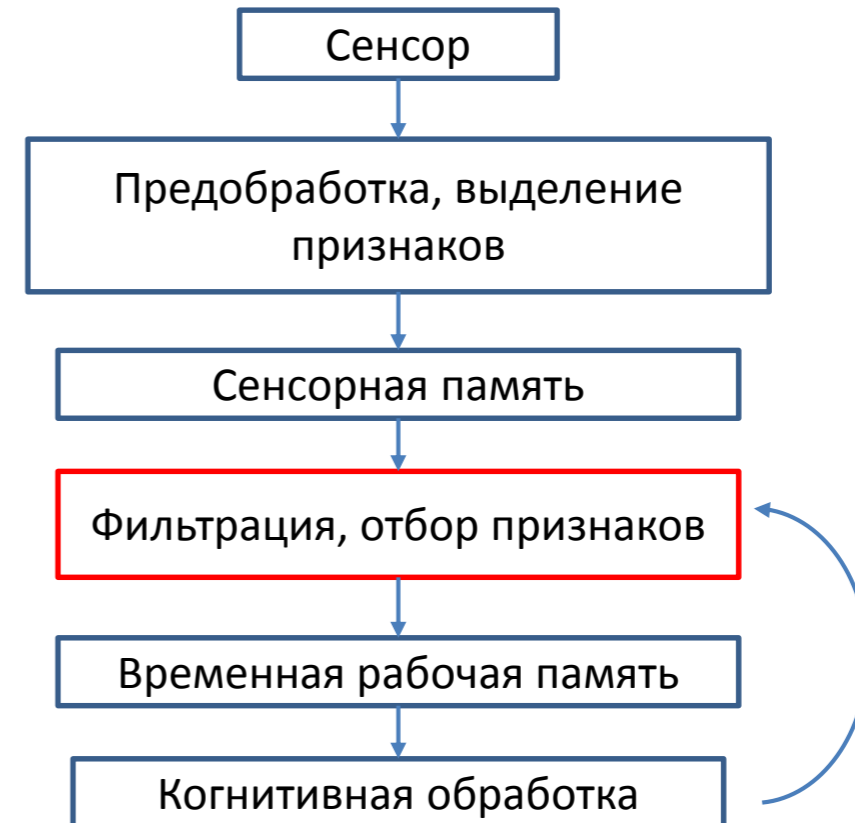 Сенсор
Предобработка, выделение
признаков
Сенсорная память
Фильтрация, отбор признаков
Временная рабочая память
Когнитивная обработка